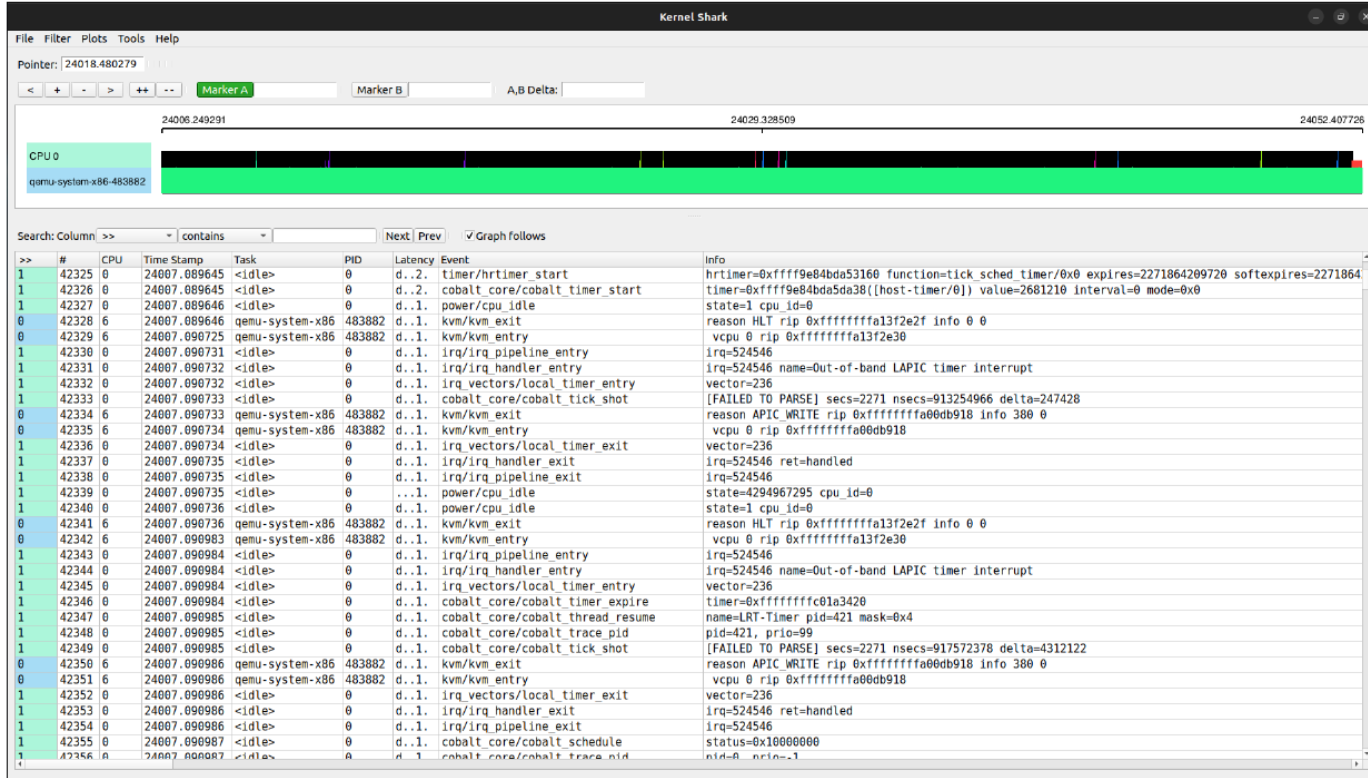 Kernel Shark
File Filter Plots Tools Help
Pointer: 24018.480279
< + - > ++ -- Marker A Marker B A,B Delta:
24006.249291 24029.328509 24052.407726
CPU 0
qemu-system-x86-483882
Search: Column >> contains Next Prev Graph follows
>> # CPU Time Stamp Task PID Latency Event Info
1 42325 0 24007.089645 <idle> 0 d..2. timer/hrtimer_start hrtimer=0xffff9e84bda53160 function=tick_sched_timer/0x0 expires=2271864209720 softexpires=2271864
1 42326 0 24007.089645 <idle> 0 d..2. cobalt_core/cobalt_timer_start timer=0xffff9e84bda5da38([host-timer/0]) value=2681210 interval=0 mode=0x0
1 42327 0 24007.089646 <idle> 0 d..1. power/cpu_idle state=1 cpu_id=0
0 42328 6 24007.089646 qemu-system-x86 483882 d..1. kvm/kvm_exit reason HLT rip 0xffffffffa13f2e2f info 0 0
0 42329 6 24007.090725 qemu-system-x86 483882 d..1. kvm/kvm_entry vcpu 0 rip 0xffffffffa13f2e30
1 42330 0 24007.090731 <idle> 0 d..1. irq/irq_pipeline_entry irq=524546
1 42331 0 24007.090732 <idle> 0 d..1. irq/irq_handler_entry irq=524546 name=Out-of-band LAPIC timer interrupt
1 42332 0 24007.090732 <idle> 0 d..1. irq_vectors/local_timer_entry vector=236
1 42333 0 24007.090733 <idle> 0 d..1. cobalt_core/cobalt_tick_shot [FAILED TO PARSE] secs=2271 nsecs=913254966 delta=247428
0 42334 6 24007.090733 qemu-system-x86 483882 d..1. kvm/kvm_exit reason APIC_WRITE rip 0xffffffffa00db918 info 380 0
0 42335 6 24007.090734 qemu-system-x86 483882 d..1. kvm/kvm_entry vcpu 0 rip 0xffffffffa00db918
1 42336 0 24007.090734 <idle> 0 d..1. irq_vectors/local_timer_exit vector=236
1 42337 0 24007.090735 <idle> 0 d..1. irq/irq_handler_exit irq=524546 ret=handled
1 42338 0 24007.090735 <idle> 0 d..1. irq/irq_pipeline_exit irq=524546
1 42339 0 24007.090735 <idle> 0 ...1. power/cpu_idle state=4294967295 cpu_id=0
1 42340 0 24007.090736 <idle> 0 d..1. power/cpu_idle state=1 cpu_id=0
0 42341 6 24007.090736 qemu-system-x86 483882 d..1. kvm/kvm_exit reason HLT rip 0xffffffffa13f2e2f info 0 0
0 42342 6 24007.090983 qemu-system-x86 483882 d..1. kvm/kvm_entry vcpu 0 rip 0xffffffffa13f2e30
1 42343 0 24007.090984 <idle> 0 d..1. irq/irq_pipeline_entry irq=524546
1 42344 0 24007.090984 <idle> 0 d..1. irq/irq_handler_entry irq=524546 name=Out-of-band LAPIC timer interrupt
1 42345 0 24007.090984 <idle> 0 d..1. irq_vectors/local_timer_entry vector=236
1 42346 0 24007.090984 <idle> 0 d..1. cobalt_core/cobalt_timer_expire timer=0xffffffffc01a3420
1 42347 0 24007.090985 <idle> 0 d..1. cobalt_core/cobalt_thread_resume name=LRT-Timer pid=421 mask=0x4
1 42348 0 24007.090985 <idle> 0 d..1. cobalt_core/cobalt_trace_pid pid=421, prio=99
1 42349 0 24007.090985 <idle> 0 d..1. cobalt_core/cobalt_tick_shot [FAILED TO PARSE] secs=2271 nsecs=917572378 delta=4312122
0 42350 6 24007.090986 qemu-system-x86 483882 d..1. kvm/kvm_exit reason APIC_WRITE rip 0xffffffffa00db918 info 380 0
0 42351 6 24007.090986 qemu-system-x86 483882 d..1. kvm/kvm_entry vcpu 0 rip 0xffffffffa00db918
1 42352 0 24007.090986 <idle> 0 d..1. irq_vectors/local_timer_exit vector=236
1 42353 0 24007.090986 <idle> 0 d..1. irq/irq_handler_exit irq=524546 ret=handled
1 42354 0 24007.090986 <idle> 0 d..1. irq/irq_pipeline_exit irq=524546
1 42355 0 24007.090987 <idle> 0 d..1. cobalt_core/cobalt_schedule status=0x10000000
1 42356 0 24007.090987 <idle> 0 d..1. cobalt_core/cobalt_trace_pid pid=0, prio=-1